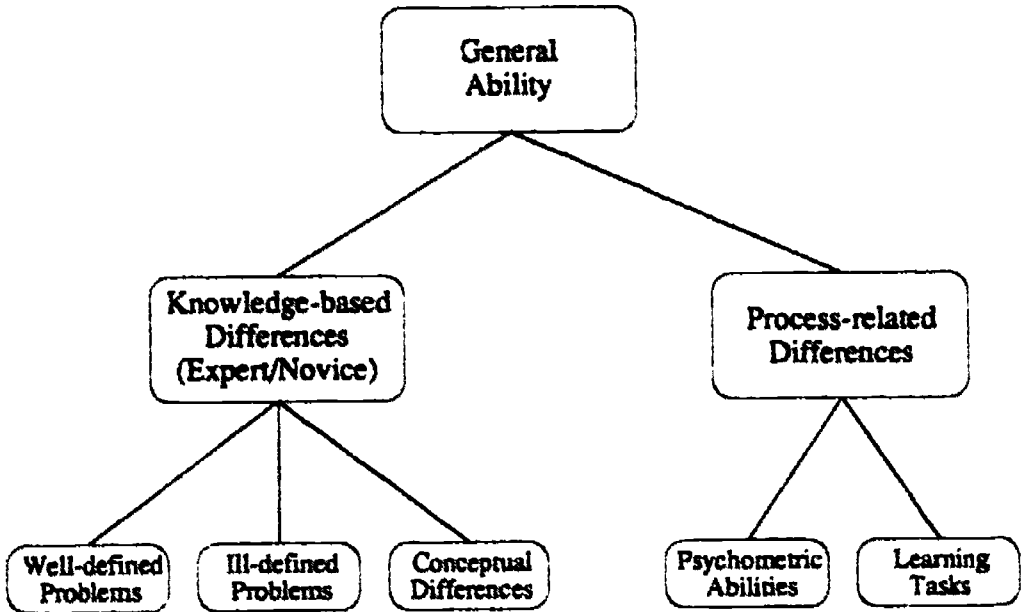 General
Ability
Knowledge-based
Differences
(Expert/Novice)
Process-related
Differences
Well-defined
Problems
Ill-defined
Problems
Conceptual
Differences
Psychometric
Abilities
Learning
Tasks